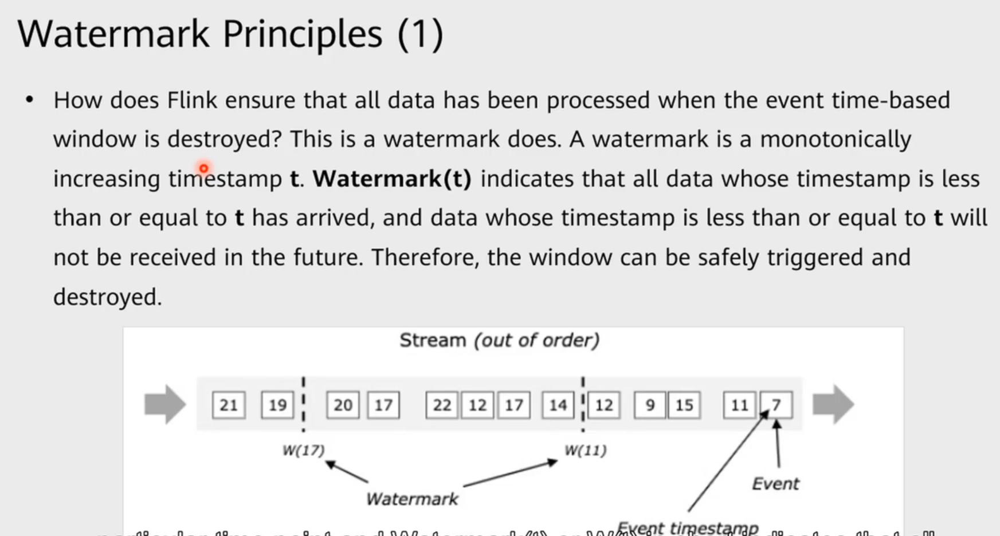 Watermark Principles (1)
• How does Flink ensure that all data has been processed when the event time-based
window is destroyed? This is a watermark does. A watermark is a monotonically
increasing timestamp t. Watermark(t) indicates that all data whose timestamp is less
than or equal to t has arrived, and data whose timestamp is less than or equal to t will
not be received in the future. Therefore, the window can be safely triggered and
destroyed.
Stream (out of order)
21 19 20 17 22 12 17 14 12 9 15 11 7
W(17) W(11)
Event
Watermark
Event timestamp